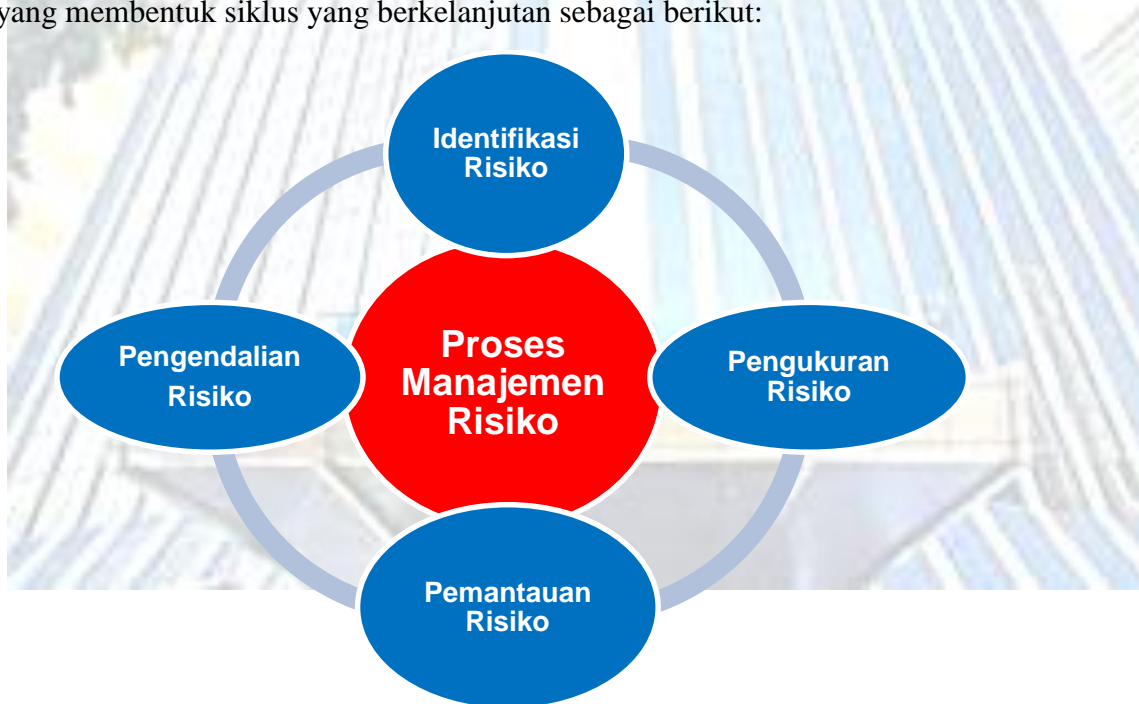 yang membentuk siklus yang berkelanjutan sebagai berikut:
Identifikasi
Risiko
Pengendalian
Risiko
Proses
Manajemen
Risiko
Pengukuran
Risiko
Pemantauan
Risiko